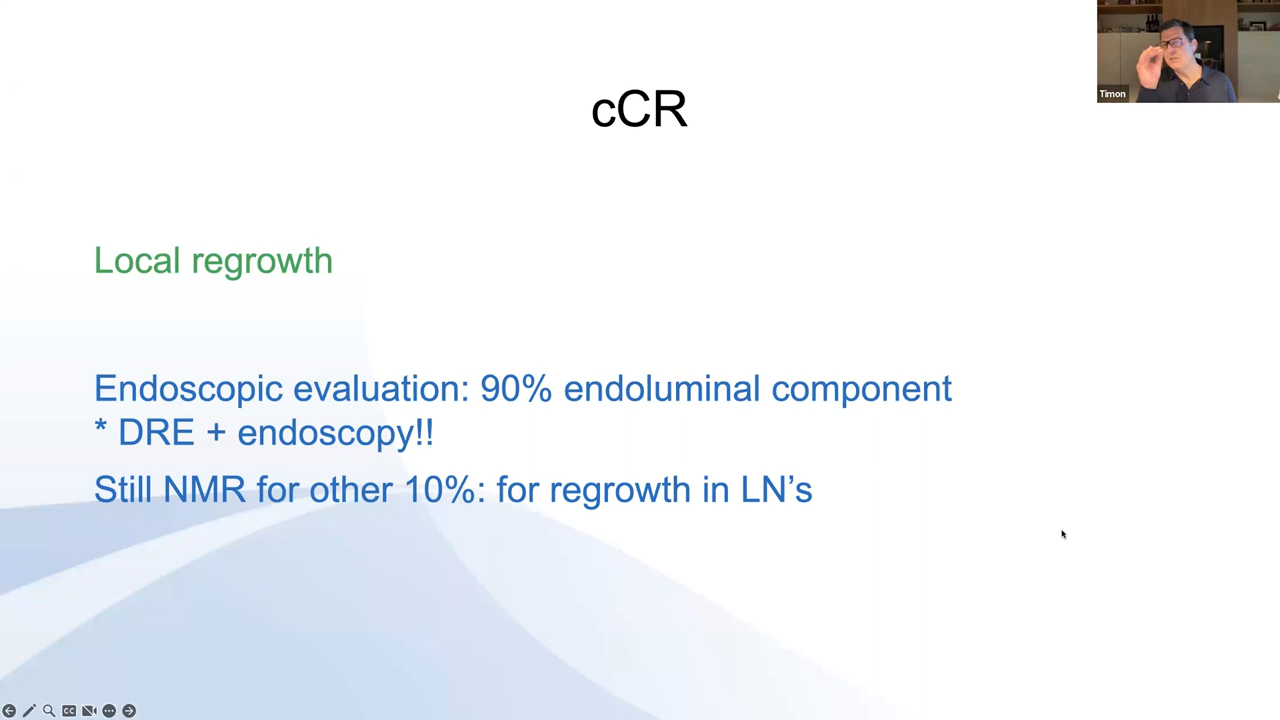 Timon
cCR
Local regrowth
Endoscopic evaluation: 90% endoluminal component
* DRE + endoscopy!!
Still NMR for other 10%: for regrowth in LN’s
CC